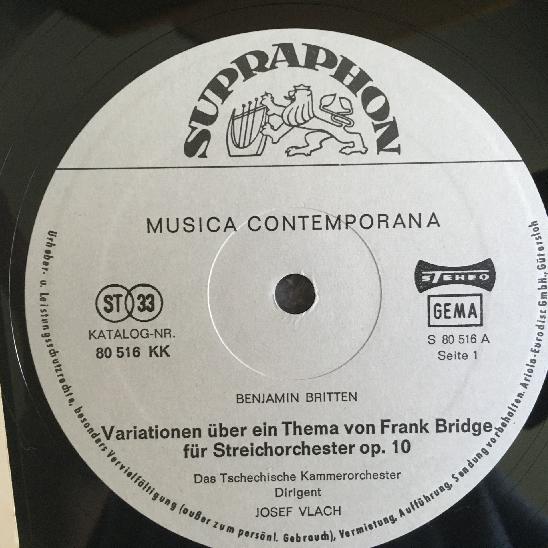 SUPRAPHON
MUSICA CONTEMPORANA
ST 33
KATALOG-NR.
80 516 KK
STEREO
GEMA
S 80 516 A
Seite 1
BENJAMIN BRITTEN
Variationen über ein Thema von Frank Bridge
für Streichorchester op. 10
Das Tschechische Kammerorchester
Dirigent
JOSEF VLACH
Urheber- u. Leistungsschutzrechte, besonders Vervielfältigung (außer zum persönl. Gebrauch), Vermietung, Aufführung, Sendung vorbehalten. Ariola-Eurodisc GmbH., Gütersloh